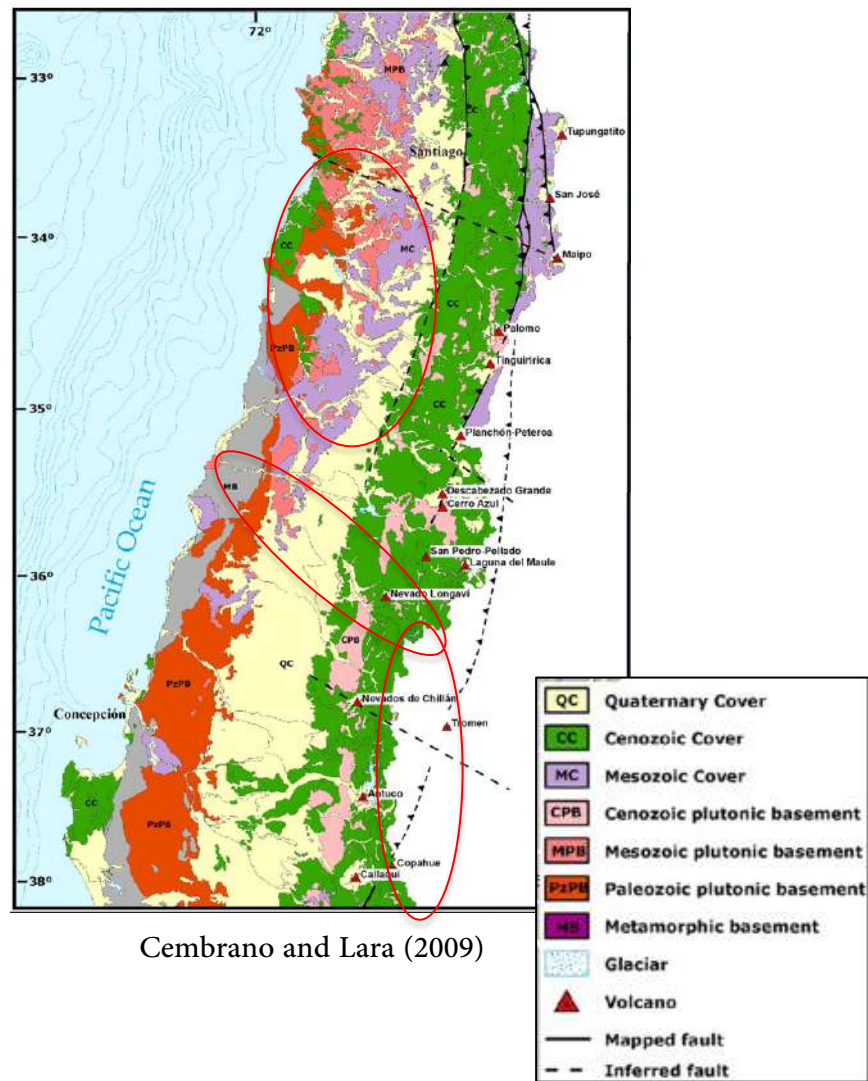 72°
33°
MPB
CC
Tupungatito
Santiago
San José
34°
CC
MC
Maipo
CC
Palomo
PzPB
Tinguiririca
35°
CC
Planchón-Peteroa
MB
Descabezado Grande
Cerro Azul
Pacific Ocean
San Pedro-Pellado
Laguna del Maule
36°
Nevado Longaví
CPB
QC
PzPB
Nevados de Chillán
Concepción
Tromen
37°
Antuco
CC
PzPB
Copahue
Callaqui
38°
Cembrano and Lara (2009)
QC Quaternary Cover
CC Cenozoic Cover
MC Mesozoic Cover
CPB Cenozoic plutonic basement
MPB Mesozoic plutonic basement
PzPB Paleozoic plutonic basement
MB Metamorphic basement
Glaciar
Volcano
Mapped fault
Inferred fault